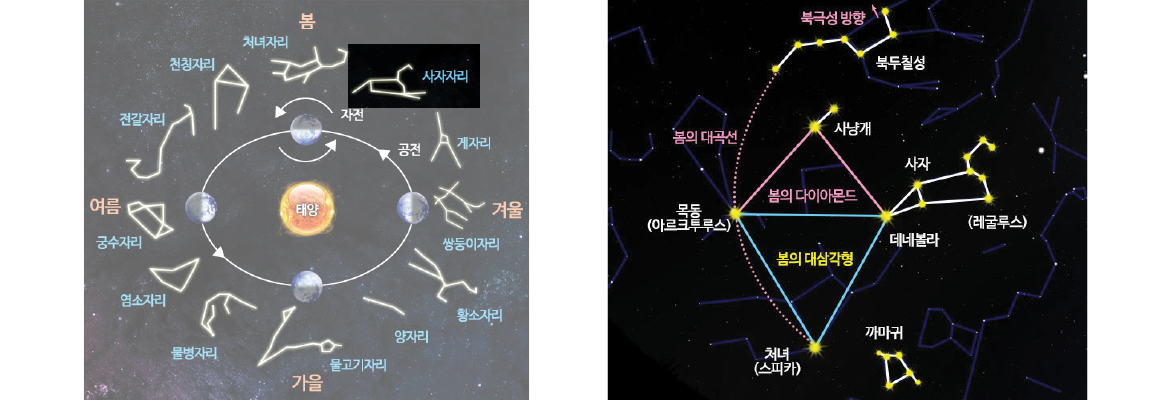 봄
처녀자리
천칭자리
사자자리
전갈자리
자전
게자리
공전
여름
태양
겨울
궁수자리
쌍둥이자리
염소자리
황소자리
물병자리
양자리
물고기자리
가을
북극성 방향
북두칠성
봄의 대곡선
사냥개
사자
봄의 다이아몬드
목동
(아르크투루스)
(레굴루스)
데네볼라
봄의 대삼각형
까마귀
처녀
(스피카)